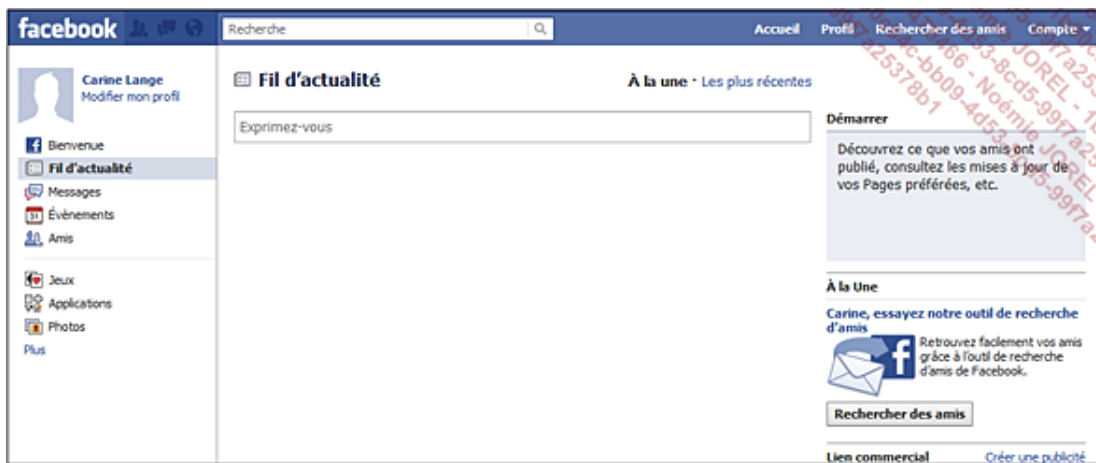 facebook
Recherche
Accueil Profil Rechercher des amis Compte
Carine Lange
Modifier mon profil
Bienvenue
Fil d'actualité
Messages
31 Évènements
Amis
Jeux
Applications
Photos
Plus
Fil d'actualité
À la une · Les plus récentes
Exprimez-vous
Démarrer
Découvrez ce que vos amis ont
publié, consultez les mises à jour de
vos Pages préférées, etc.
À la Une
Carine, essayez notre outil de recherche
d'amis
Retrouvez facilement vos amis
grâce à l'outil de recherche
d'amis de Facebook.
Rechercher des amis
Lien commercial Créer une publicité
Noémie JOREL